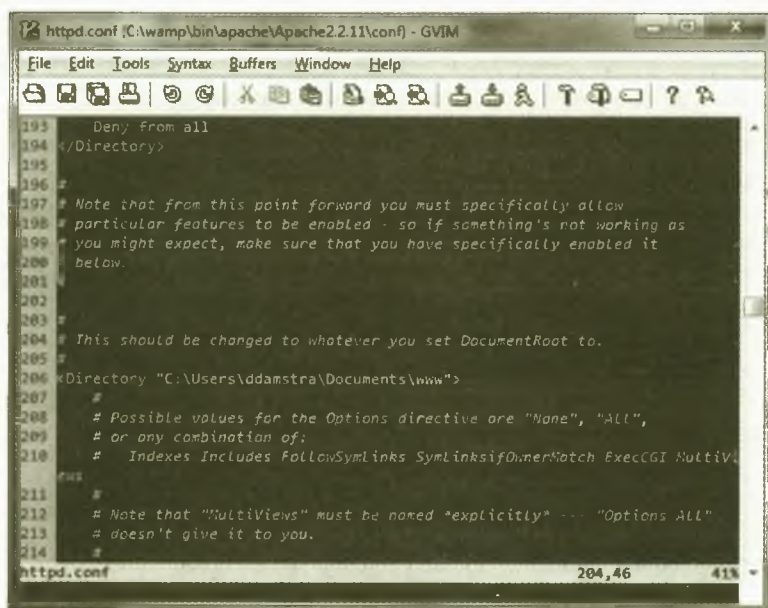 httpd.conf (C:\wamp\bin\apache\Apache2.2.11\conf) - GVIM
File Edit Tools Syntax Buffers Window Help
193 Deny from all
194 </Directory>
195
196 #
197 # Note that from this point forward you must specifically allow
198 # particular features to be enabled - so if something's not working as
199 # you might expect, make sure that you have specifically enabled it
200 # below.
201 #
202
203 #
204 # This should be changed to whatever you set DocumentRoot to.
205 #
206 <Directory "C:\Users\ddamstra\Documents\www">
207 #
208 # Possible values for the Options directive are "None", "All",
209 # or any combination of:
210 # Indexes Includes FollowSymLinks SymLinksifOwnerMatch ExecCGI MultiVi
ews
211 #
212 # Note that "MultiViews" must be named *explicitly* --- "Options All"
213 # doesn't give it to you.
214 #
httpd.conf 204,46 41%